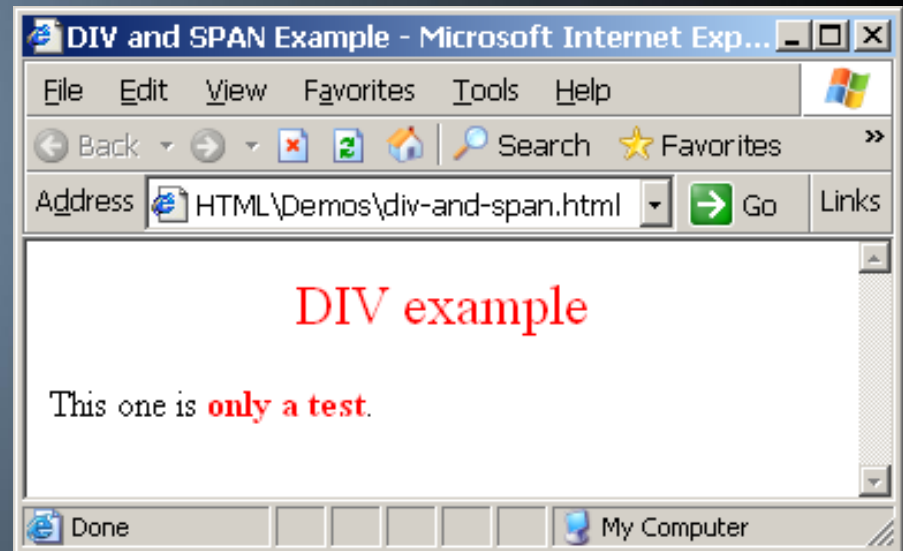 DIV and SPAN Example - Microsoft Internet Exp...
File Edit View Favorites Tools Help
Back Search Favorites »
Address HTML\Demos\div-and-span.html Go Links
DIV example
This one is only a test.
Done My Computer